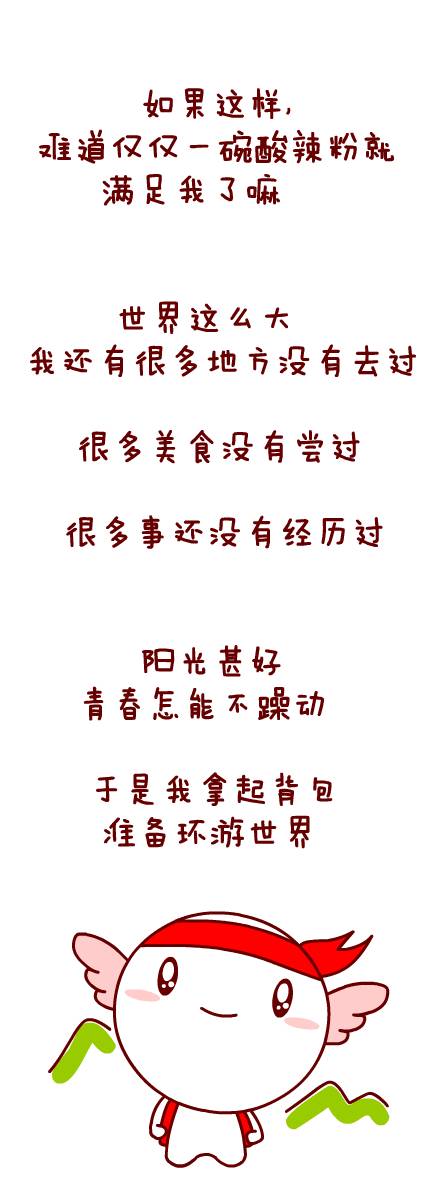 如果这样,
难道仅仅一碗酸辣粉就
满足我了嘛
世界这么大
我还有很多地方没有去过
很多美食没有尝过
很多事还没有经历过
阳光甚好
青春怎能不躁动
于是我拿起背包
准备环游世界